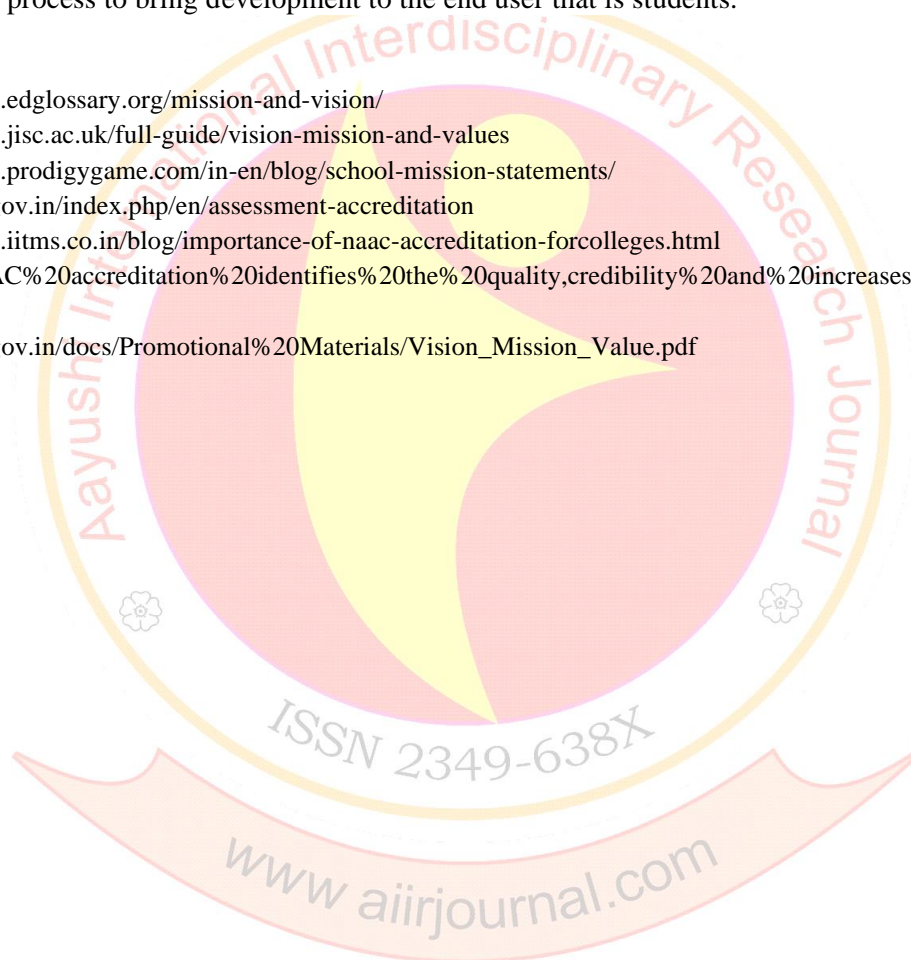 process to bring development to the end user that is students.
.edglossary.org/mission-and-vision/
.jisc.ac.uk/full-guide/vision-mission-and-values
.prodigygame.com/in-en/blog/school-mission-statements/
ov.in/index.php/en/assessment-accreditation
.iitms.co.in/blog/importance-of-naac-accreditation-forcolleges.html
AC%20accreditation%20identifies%20the%20quality,credibility%20and%20increases
ov.in/docs/Promotional%20Materials/Vision_Mission_Value.pdf
Aayush International Interdisciplinary Research Journal
ISSN 2349-638X
www aiirjournal.com